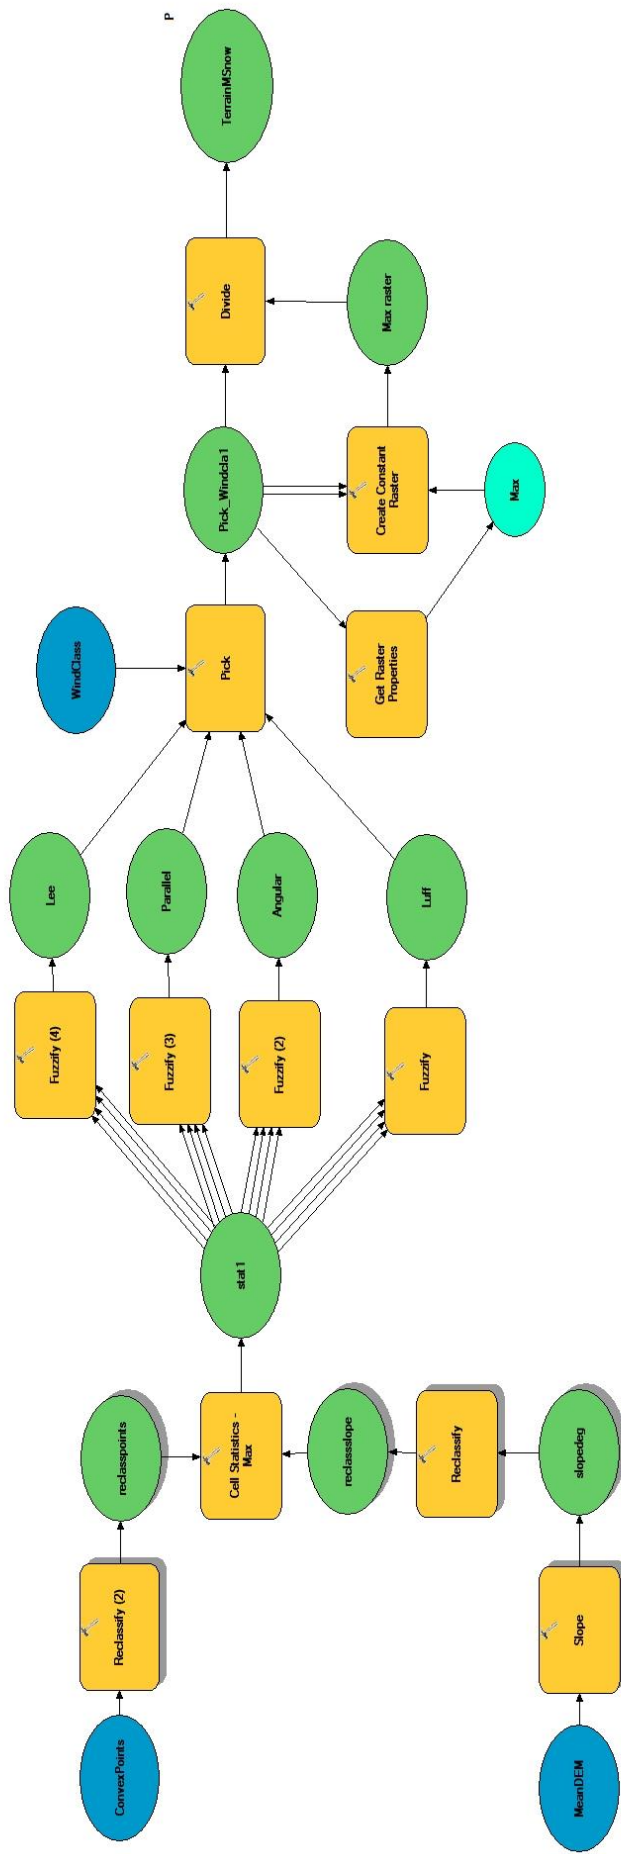 ConvexPoints
Reclassify (2)
reclasspoints
MeanDEM
Slope
slopedeg
Reclassify
reclassslope
Cell Statistics -
Max
stat1
Fuzzify (4)
Lee
Fuzzify (3)
Parallel
Fuzzify (2)
Angular
Fuzzify
Luff
WindClass
Pick
Pick_Windcla1
Get Raster
Properties
Max
Create Constant
Raster
Max raster
Divide
TerrainMSnow
P